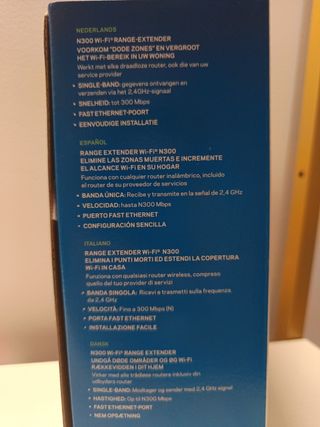 NEDERLANDS
N300 Wi-Fi® RANGE-EXTENDER
VOORKOM "DODE ZONES" EN VERGROOT
HET Wi-Fi-BEREIK IN UW WONING
Werkt met elke draadloze router, ook die van uw
service provider
• SINGLE-BAND: gegevens ontvangen en
verzenden via het 2,4GHz-signaal
• SNELHEID: tot 300 Mbps
• FAST ETHERNET-POORT
• EENVOUDIGE INSTALLATIE
ESPAÑOL
RANGE EXTENDER Wi-Fi® N300
ELIMINE LAS ZONAS MUERTAS E INCREMENTE
EL ALCANCE Wi-Fi EN SU HOGAR
Funciona con cualquier router inalámbrico, incluido
el router de su proveedor de servicios
• BANDA ÚNICA: Recibe y transmite en la señal de 2,4 GHz
• VELOCIDAD: hasta N300 Mbps
• PUERTO FAST ETHERNET
• CONFIGURACIÓN SENCILLA
ITALIANO
RANGE EXTENDER Wi-Fi® N300
ELIMINA I PUNTI MORTI ED ESTENDI LA COPERTURA
Wi-Fi IN CASA
Funziona con qualsiasi router wireless, compreso
quello del tuo provider di servizi
• BANDA SINGOLA: Ricevi e trasmetti sulla frequenza
da 2,4 GHz
• VELOCITÀ: Fino a 300 Mbps (N)
• PORTA FAST ETHERNET
• INSTALLAZIONE FACILE
DANSK
N300 Wi-Fi® RANGE EXTENDER
UNDGÅ DØDE OMRÅDER OG ØG Wi-Fi
RÆKKEVIDDEN I DIT HJEM
Virker med alle trådløse routere inklusiv din
udbyders router
• SINGLE-BAND: Modtager og sender med 2,4 GHz signal
• HASTIGHED: Op til N300 Mbps
• FAST ETHERNET-PORT
• NEM OPSÆTNING